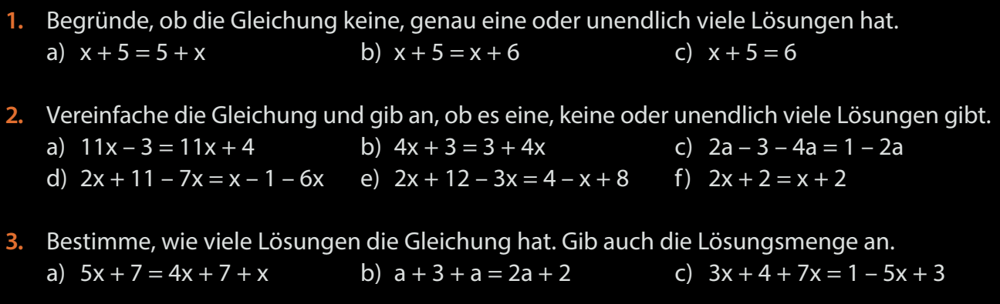 1. Begründe, ob die Gleichung keine, genau eine oder unendlich viele Lösungen hat.
a) x + 5 = 5 + x b) x + 5 = x + 6 c) x + 5 = 6
2. Vereinfache die Gleichung und gib an, ob es eine, keine oder unendlich viele Lösungen gibt.
a) 11x – 3 = 11x + 4 b) 4x + 3 = 3 + 4x c) 2a – 3 – 4a = 1 – 2a
d) 2x + 11 – 7x = x – 1 – 6x e) 2x + 12 – 3x = 4 – x + 8 f) 2x + 2 = x + 2
3. Bestimme, wie viele Lösungen die Gleichung hat. Gib auch die Lösungsmenge an.
a) 5x + 7 = 4x + 7 + x b) a + 3 + a = 2a + 2 c) 3x + 4 + 7x = 1 – 5x + 3